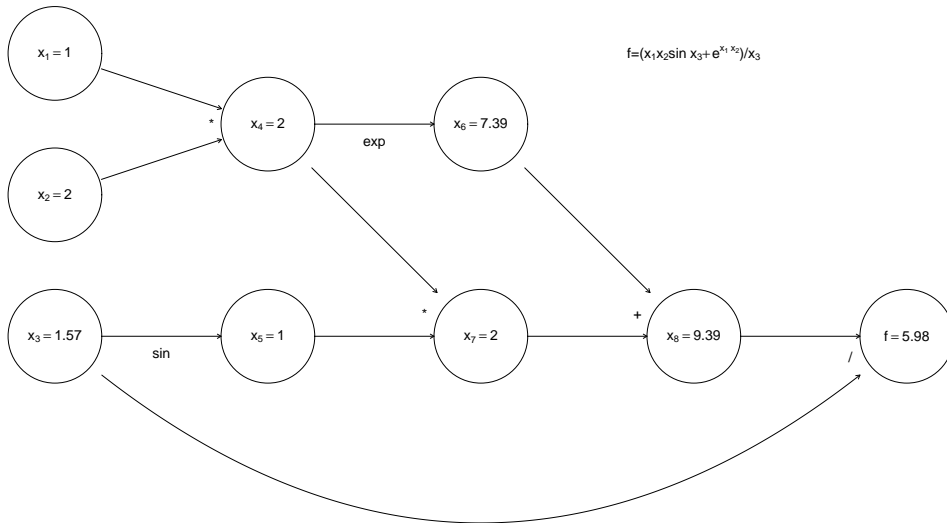 x₁ = 1
f=(x₁x₂sin x₃+e^{x₁ x₂})/x₃
*
x₄ = 2
exp
x₆ = 7.39
x₂ = 2
x₃ = 1.57
sin
x₅ = 1
*
x₇ = 2
+
x₈ = 9.39
/
f = 5.98